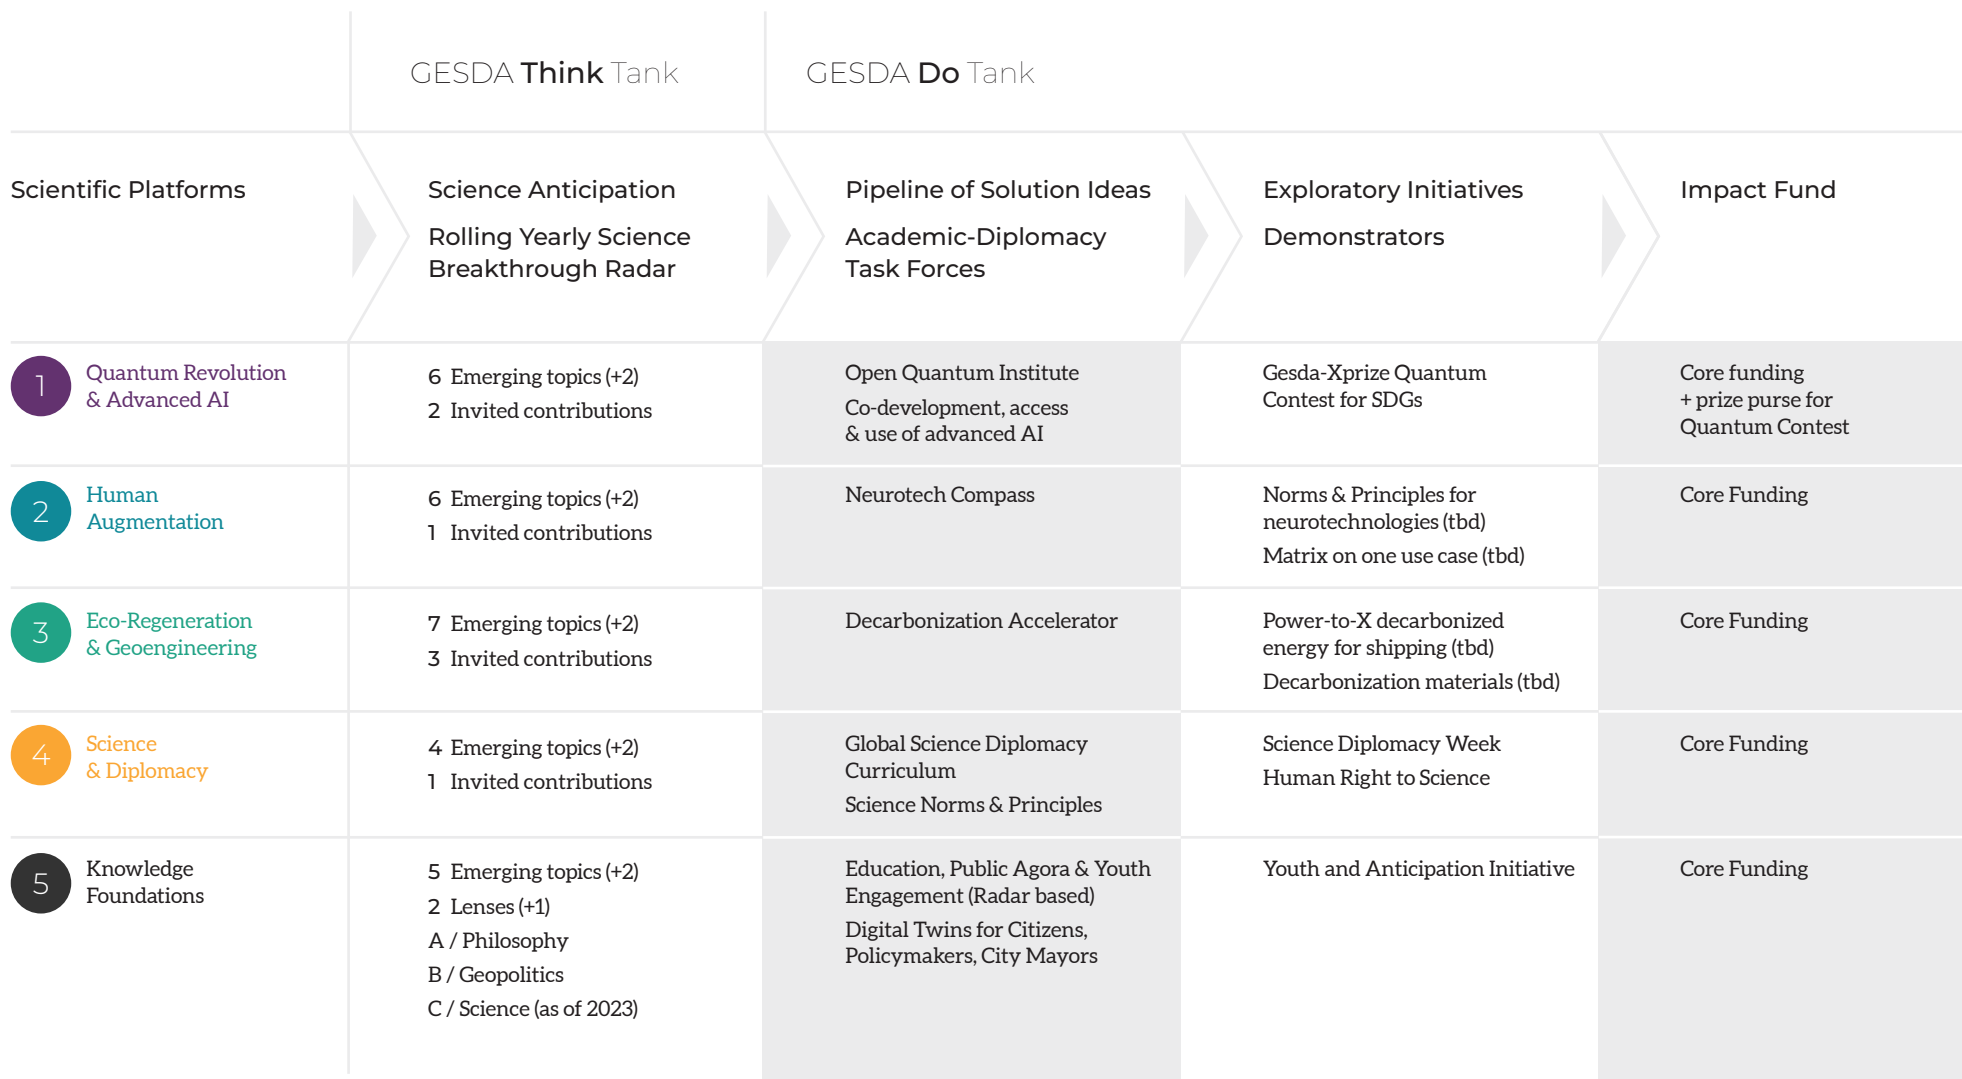 GESDA Think Tank
GESDA Do Tank
Scientific Platforms
Science Anticipation
Rolling Yearly Science
Breakthrough Radar
Pipeline of Solution Ideas
Academic-Diplomacy
Task Forces
Exploratory Initiatives
Demonstrators
Impact Fund
1
Quantum Revolution
& Advanced AI
6 Emerging topics (+2)
2 Invited contributions
Open Quantum Institute
Co-development, access
& use of advanced AI
Gesda-Xprize Quantum
Contest for SDGs
Core funding
+ prize purse for
Quantum Contest
2
Human
Augmentation
6 Emerging topics (+2)
1 Invited contributions
Neurotech Compass
Norms & Principles for
neurotechnologies (tbd)
Matrix on one use case (tbd)
Core Funding
3
Eco-Regeneration
& Geoengineering
7 Emerging topics (+2)
3 Invited contributions
Decarbonization Accelerator
Power-to-X decarbonized
energy for shipping (tbd)
Decarbonization materials (tbd)
Core Funding
4
Science
& Diplomacy
4 Emerging topics (+2)
1 Invited contributions
Global Science Diplomacy
Curriculum
Science Norms & Principles
Science Diplomacy Week
Human Right to Science
Core Funding
5
Knowledge
Foundations
5 Emerging topics (+2)
2 Lenses (+1)
A / Philosophy
B / Geopolitics
C / Science (as of 2023)
Education, Public Agora & Youth
Engagement (Radar based)
Digital Twins for Citizens,
Policymakers, City Mayors
Youth and Anticipation Initiative
Core Funding